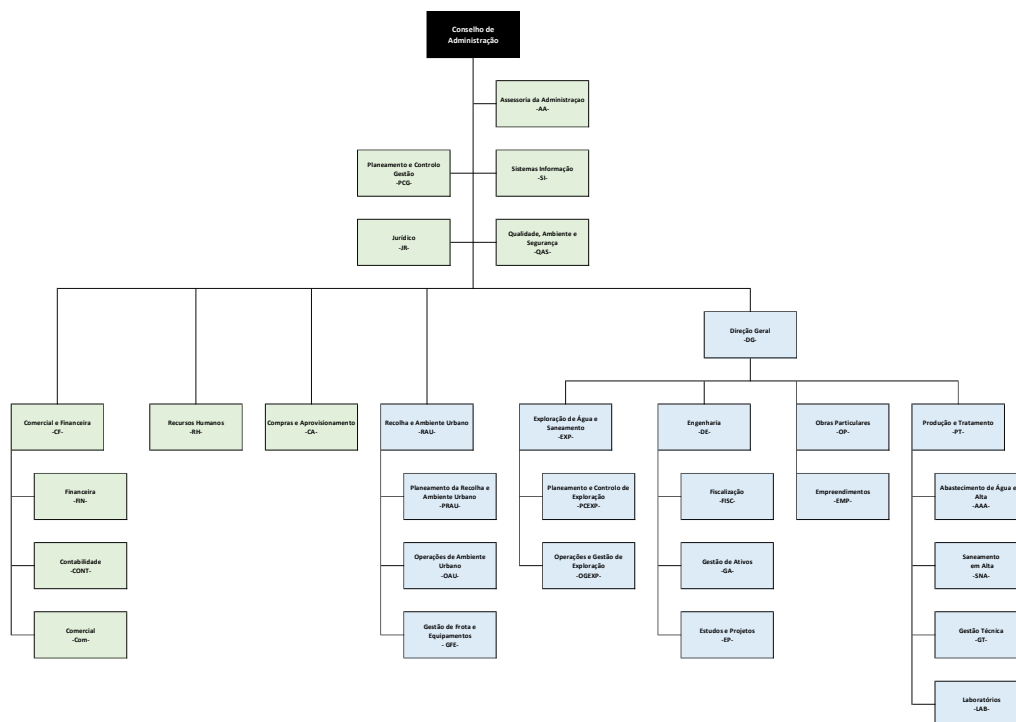 Conselho de
Administração
Assessoria da Administraçao
-AA-
Planeamento e Controlo
Gestão
-PCG-
Sistemas Informação
-SI-
Jurídico
-JR-
Qualidade, Ambiente e
Segurança
-QAS-
Direção Geral
-DG-
Comercial e Financeira
-CF-
Recursos Humanos
-RH-
Compras e Aprovisionamento
-CA-
Recolha e Ambiente Urbano
-RAU-
Exploração de Água e
Saneamento
-EXP-
Engenharia
-DE-
Obras Particulares
-OP-
Produção e Tratamento
-PT-
Financeira
-FIN-
Planeamento da Recolha e
Ambiente Urbano
-PRAU-
Planeamento e Controlo de
Exploração
-PCEXP-
Fiscalização
-FISC-
Empreendimentos
-EMP-
Abastecimento de Água e
Alta
-AAA-
Contabilidade
-CONT-
Operações de Ambiente
Urbano
-OAU-
Operações e Gestão de
Exploração
-OGEXP-
Gestão de Ativos
-GA-
Saneamento
em Alta
-SNA-
Comercial
-Com-
Gestão de Frota e
Equipamentos
- GFE-
Estudos e Projetos
-EP-
Gestão Técnica
-GT-
Laboratórios
-LAB-